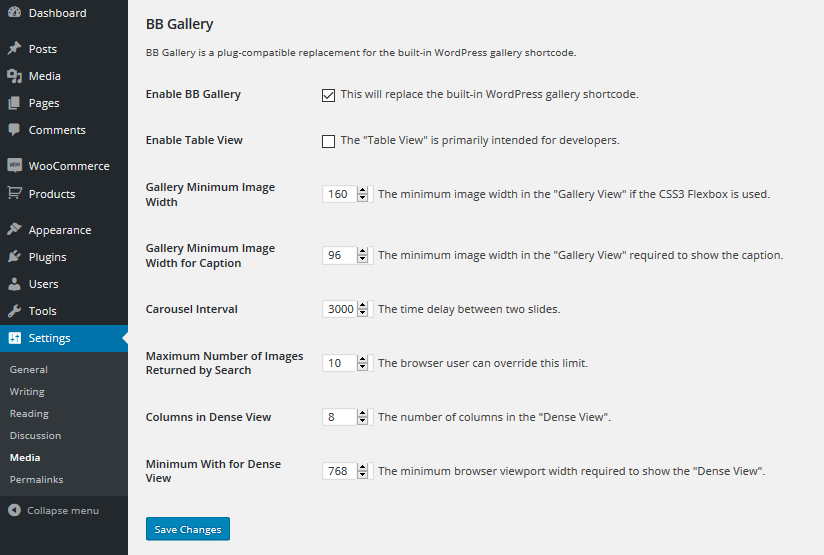 Dashboard
Posts
Media
Pages
Comments
WOO
WooCommerce
Products
Appearance
Plugins
Users
Tools
Settings
General
Writing
Reading
Discussion
Media
Permalinks
Collapse menu
BB Gallery
BB Gallery is a plug-compatible replacement for the built-in WordPress gallery shortcode.
Enable BB Gallery
This will replace the built-in WordPress gallery shortcode.
Enable Table View
The "Table View" is primarily intended for developers.
Gallery Minimum Image
Width
160
The minimum image width in the "Gallery View" if the CSS3 Flexbox is used.
Gallery Minimum Image
Width for Caption
96
The minimum image width in the "Gallery View" required to show the caption.
Carousel Interval
3000
The time delay between two slides.
Maximum Number of Images
Returned by Search
10
The browser user can override this limit.
Columns in Dense View
8
The number of columns in the "Dense View".
Minimum With for Dense
View
768
The minimum browser viewport width required to show the "Dense View".
Save Changes